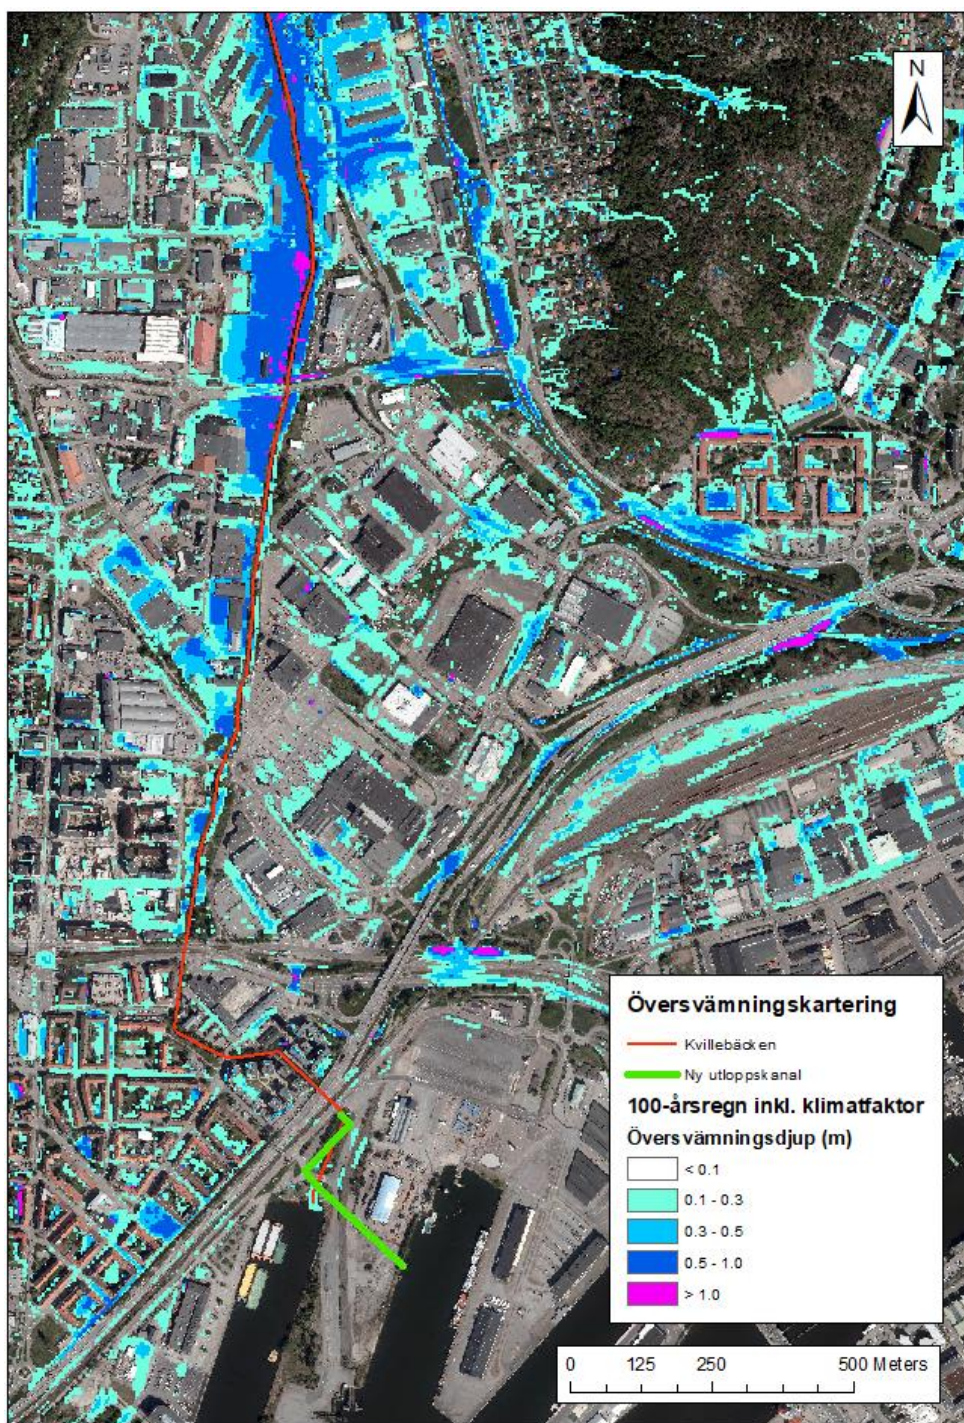 N
Översvämningskartering
Kvillebäcken
Ny utloppskanal
100-årsregn inkl. klimatfaktor
Översvämningsdjup (m)
< 0.1
0.1 - 0.3
0.3 - 0.5
0.5 - 1.0
> 1.0
0 125 250 500 Meters